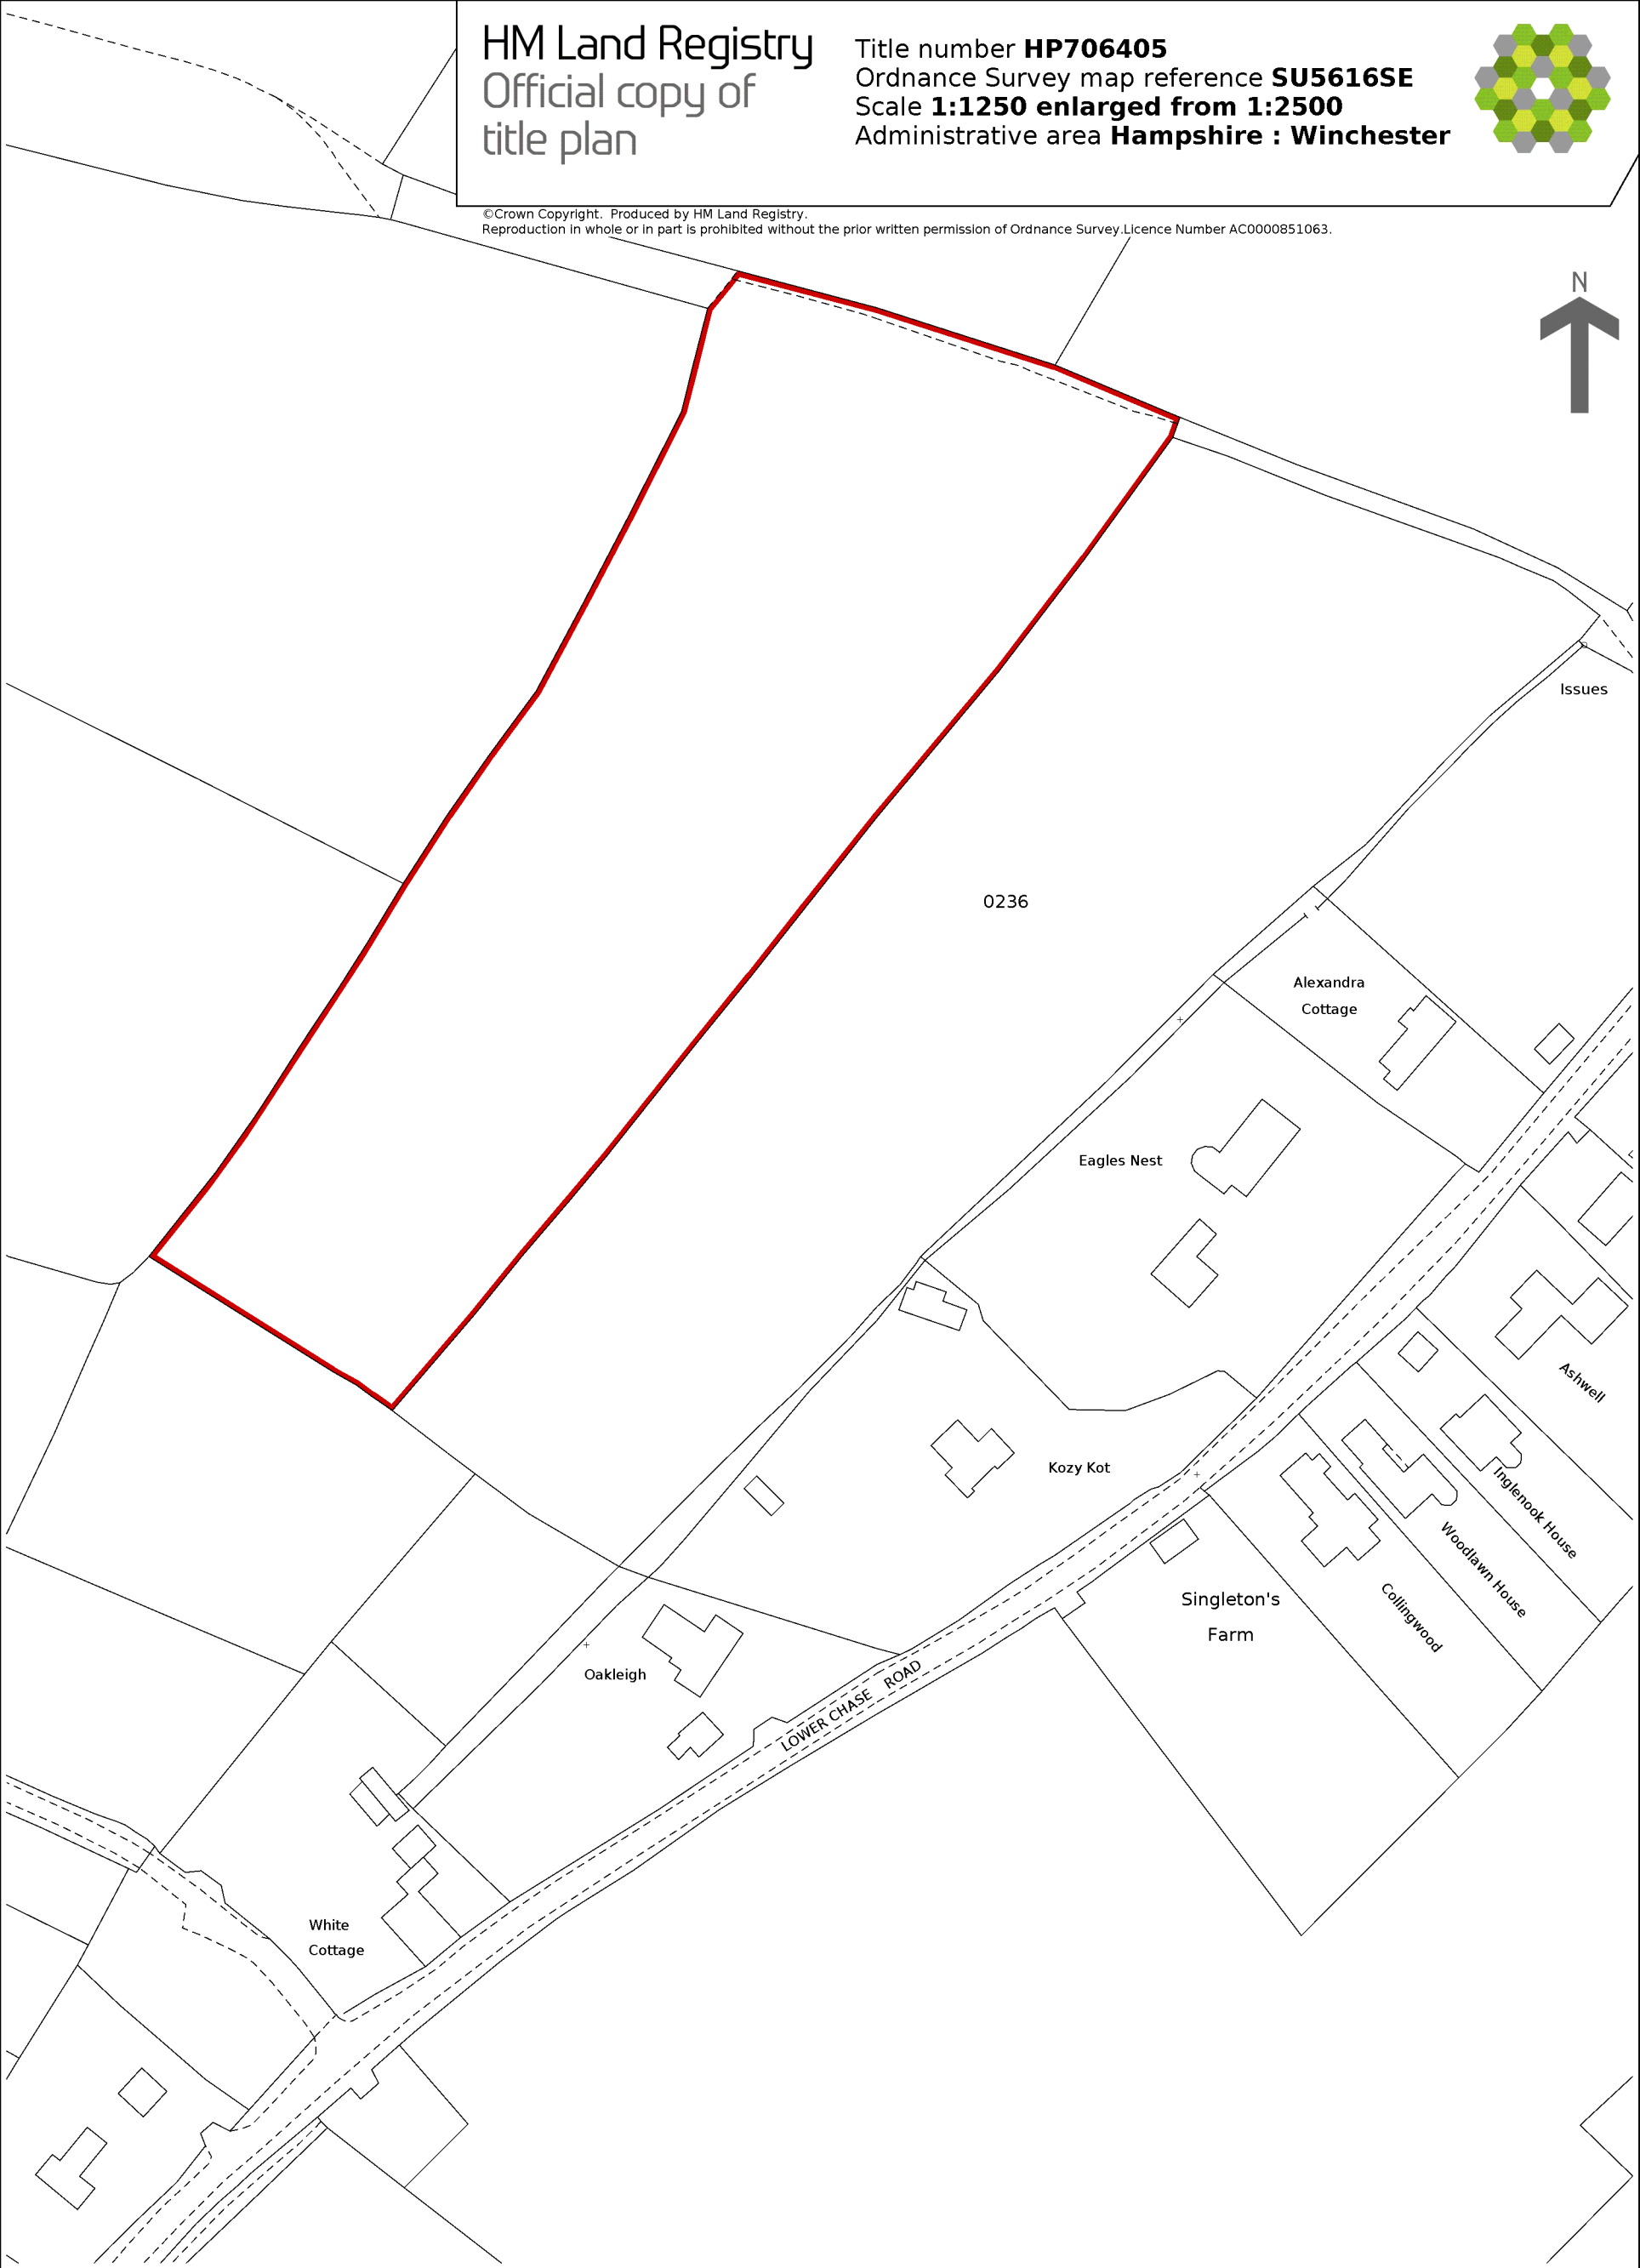 HM Land Registry
Official copy of
title plan
Title number HP706405
Ordnance Survey map reference SU5616SE
Scale 1:1250 enlarged from 1:2500
Administrative area Hampshire : Winchester
©Crown Copyright. Produced by HM Land Registry.
Reproduction in whole or in part is prohibited without the prior written permission of Ordnance Survey.Licence Number AC0000851063.
N
Issues
0236
Alexandra
Cottage
Eagles Nest
Ashwell
Kozy Kot
Inglenook House
Woodlawn House
Collingwood
Singleton's
Farm
Oakleigh
LOWER CHASE ROAD
White
Cottage